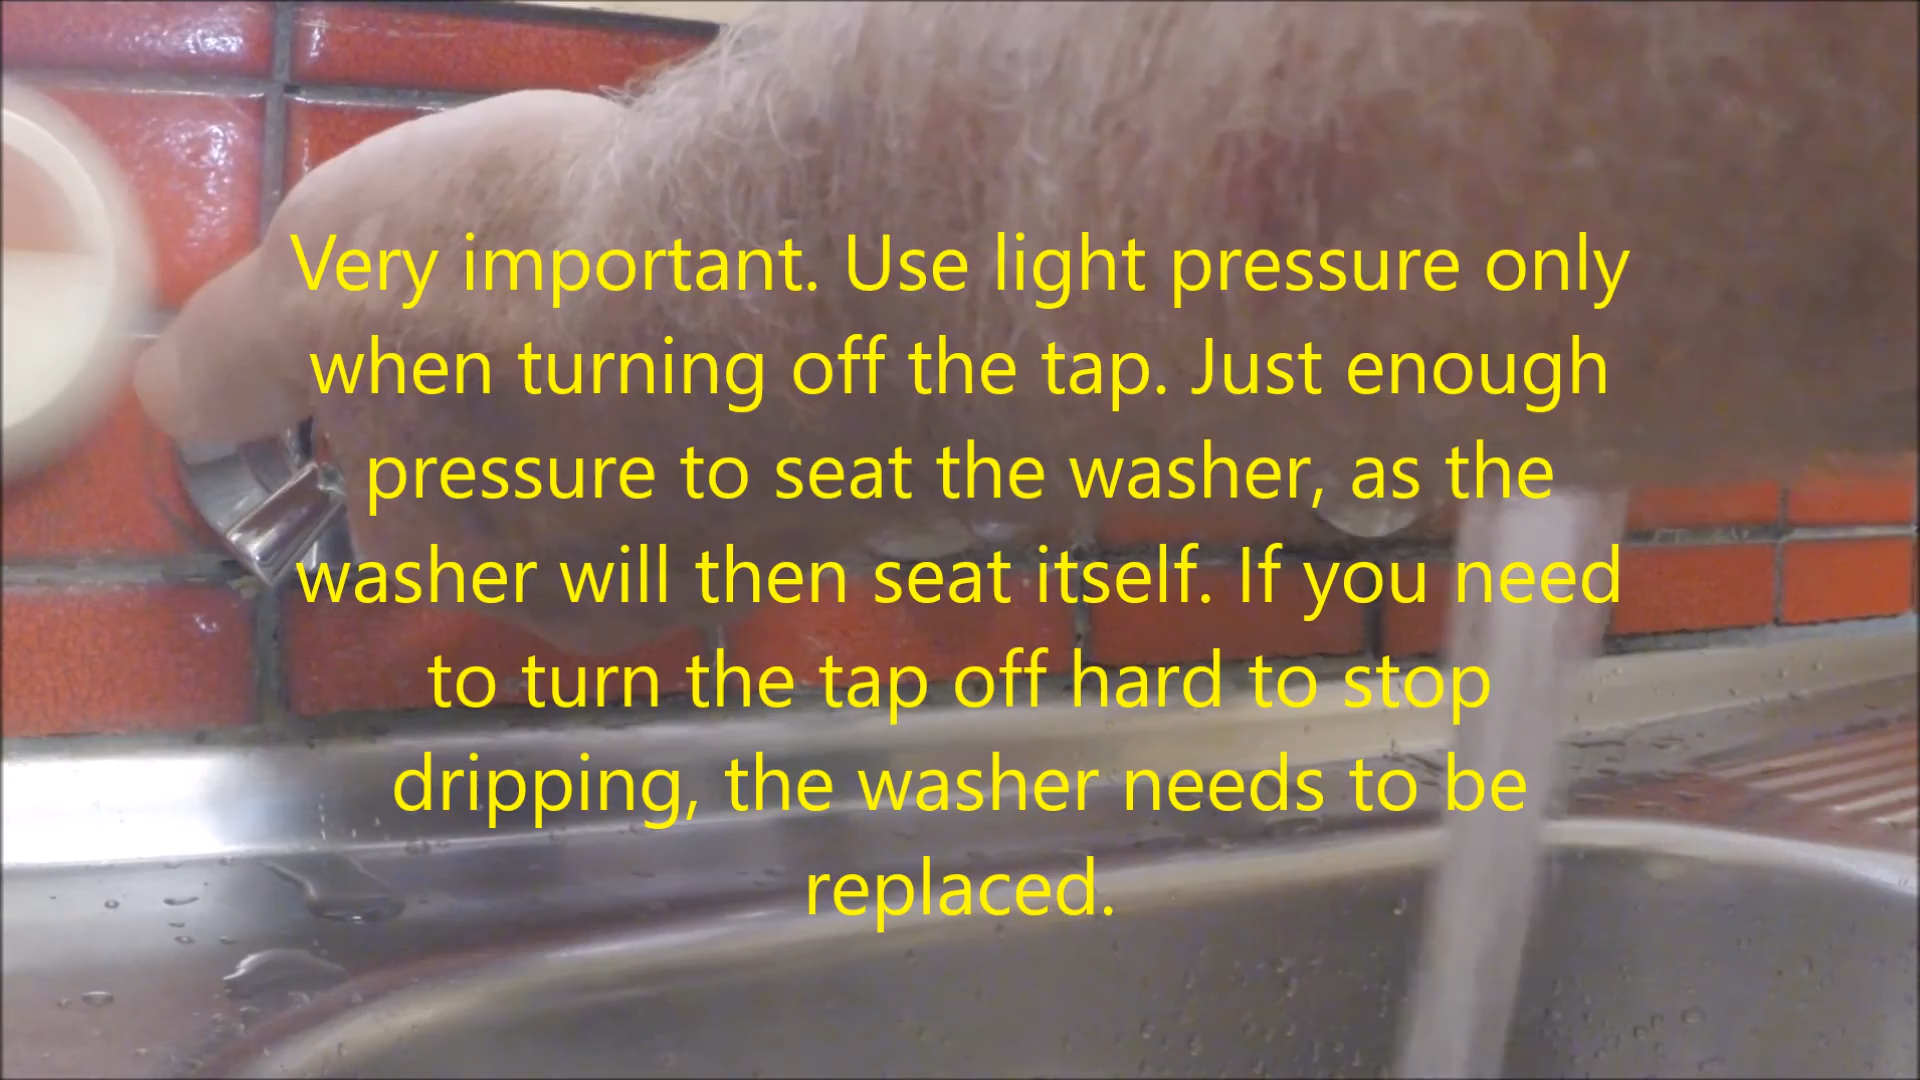 Very important. Use light pressure only
when turning off the tap. Just enough
pressure to seat the washer, as the
washer will then seat itself. If you need
to turn the tap off hard to stop
dripping, the washer needs to be
replaced.